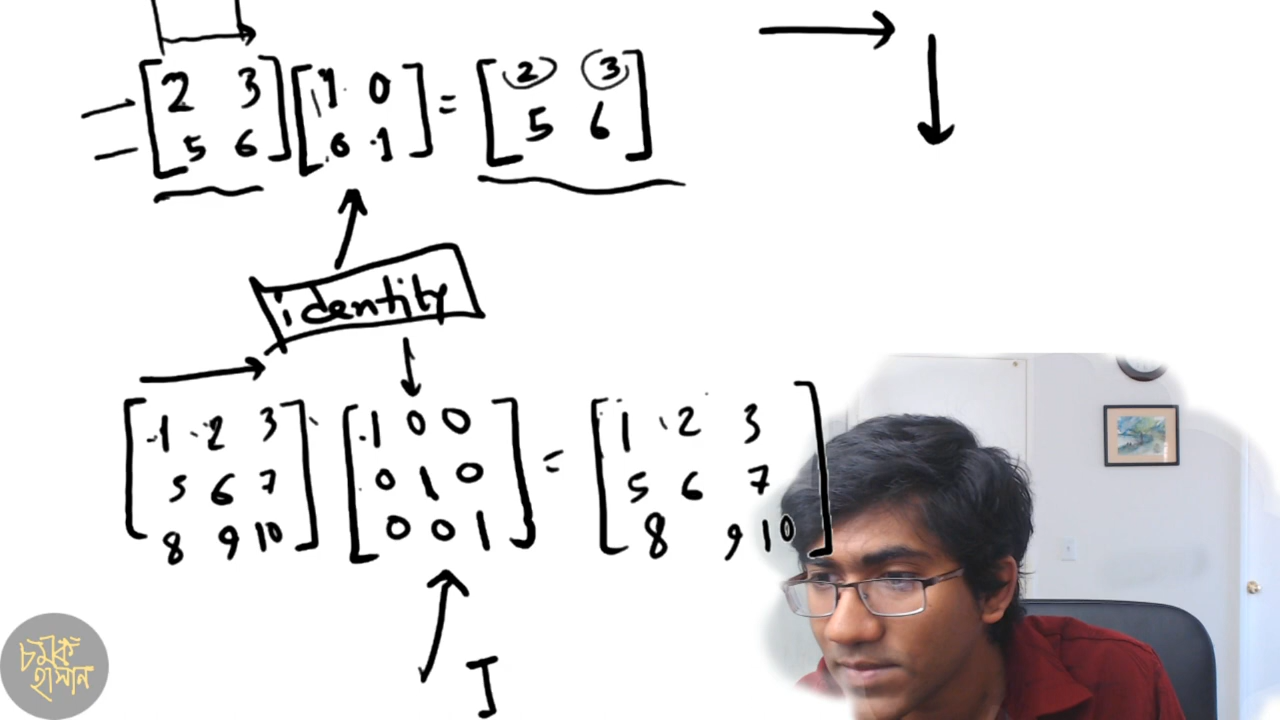 [2 3] [1 0] = [2 3]
[5 6] [0 1] [5 6]
identity
[1 2 3] [1 0 0] = [1 2 3]
[5 6 7] [0 1 0] [5 6 7]
[8 9 10] [0 0 1] [8 9 10]
I
চমক
হাসান